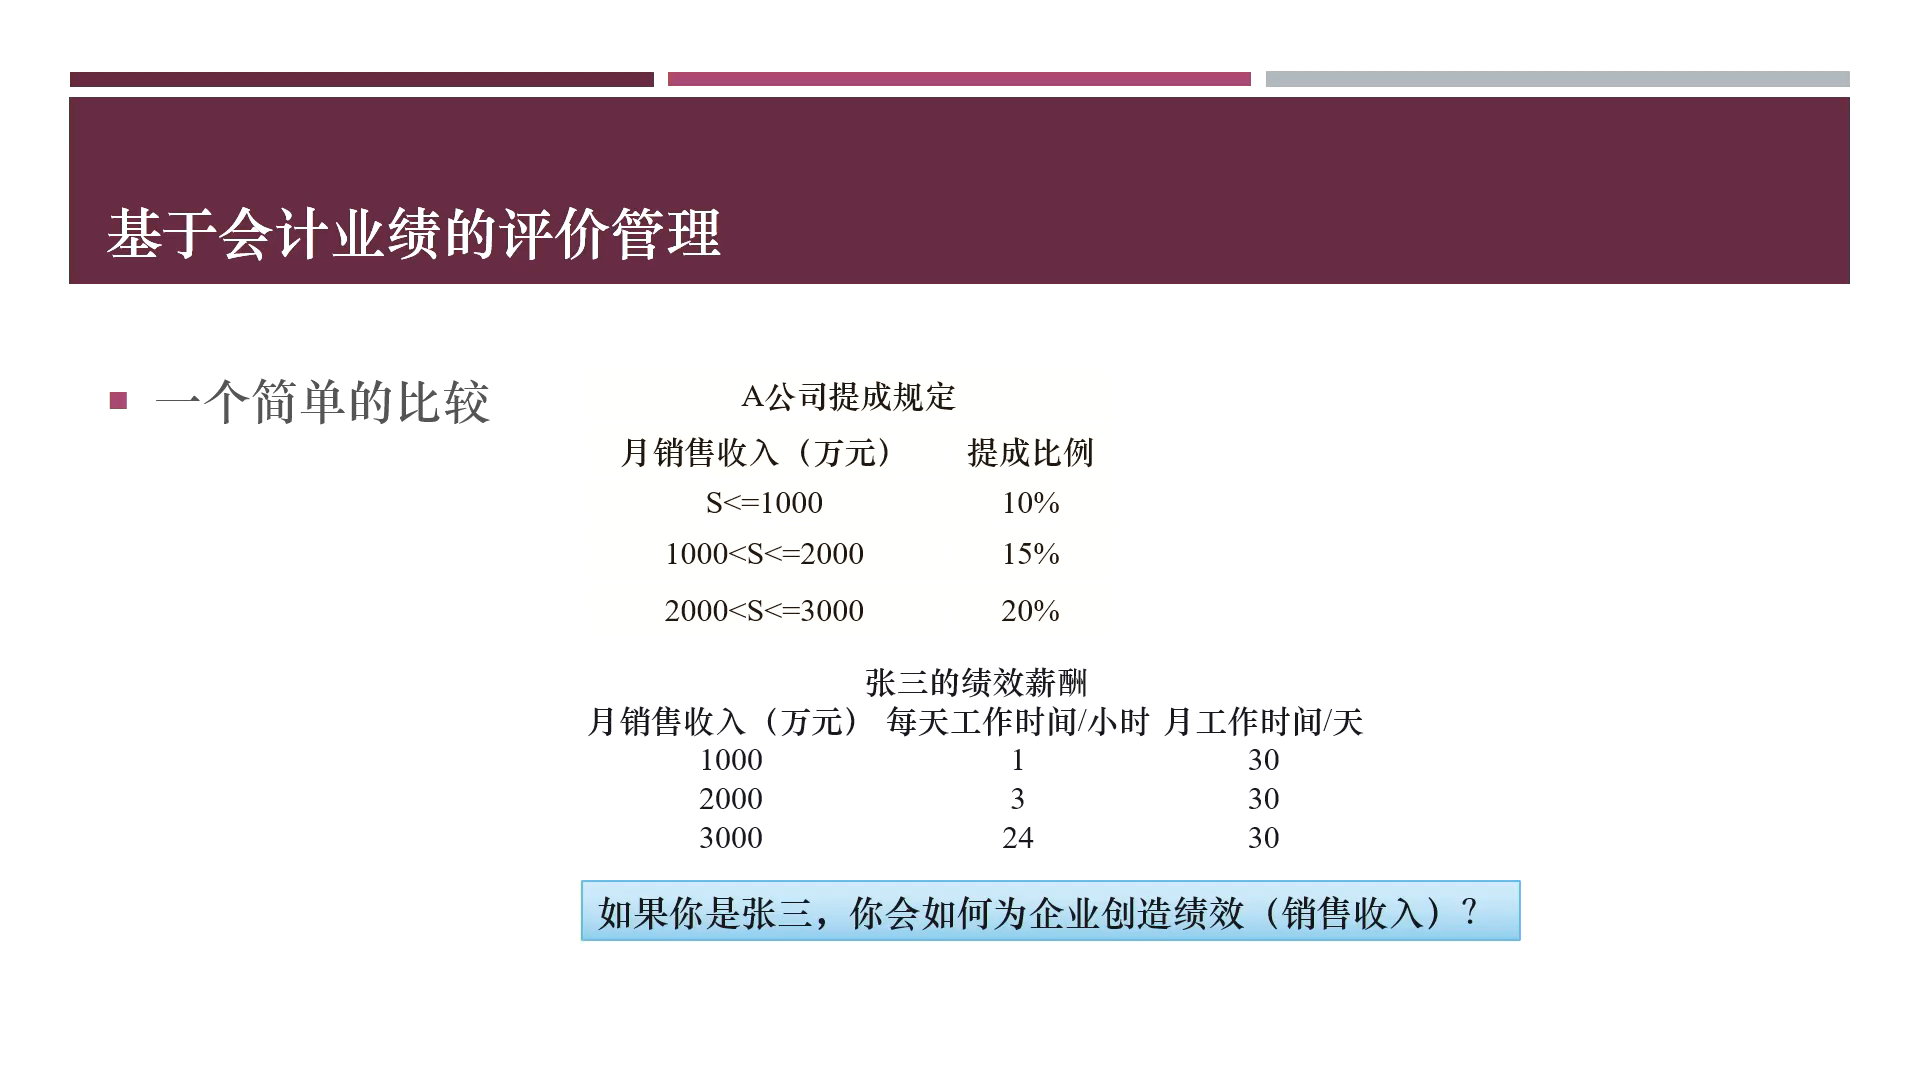 基于会计业绩的评价管理
一个简单的比较
A公司提成规定
月销售收入（万元） 提成比例
S<=1000 10%
1000<S<=2000 15%
2000<S<=3000 20%
张三的绩效薪酬
月销售收入（万元） 每天工作时间/小时 月工作时间/天
1000 1 30
2000 3 30
3000 24 30
如果你是张三，你会如何为企业创造绩效（销售收入）?